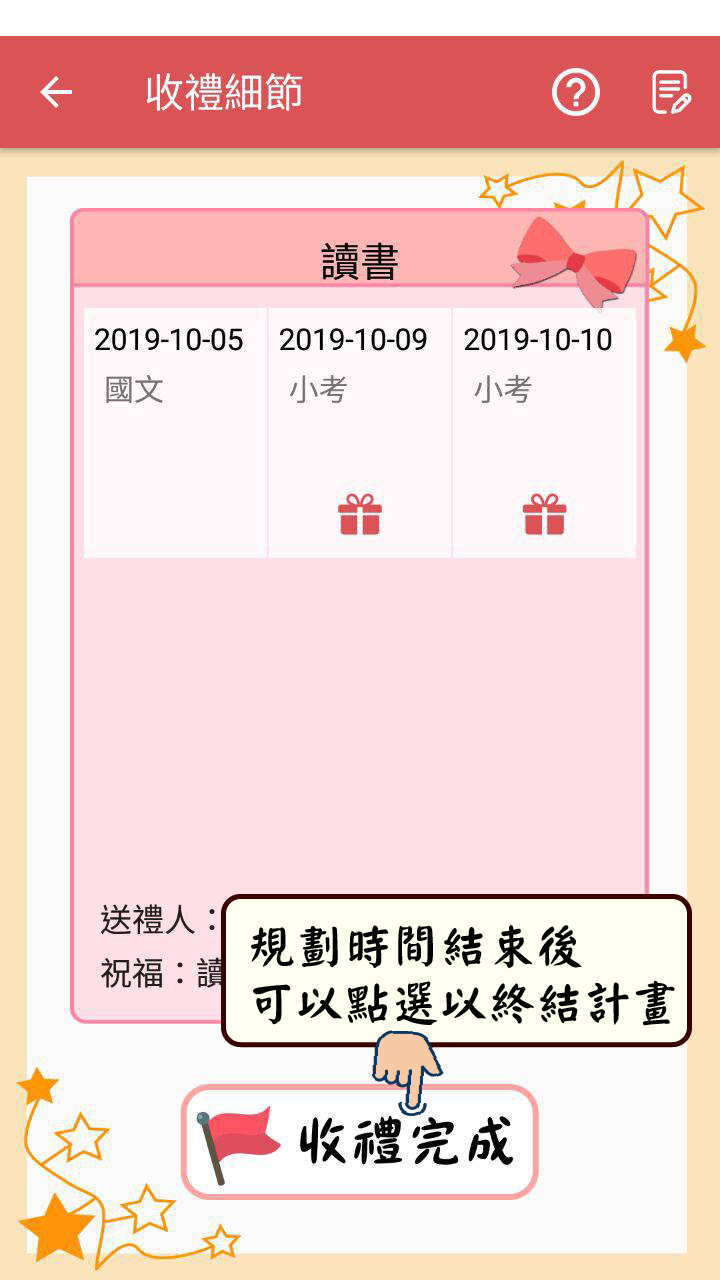 收禮細節
讀書
2019-10-05 2019-10-09 2019-10-10
國文 小考 小考
送禮人：
祝福：讀
規劃時間結束後
可以點選以終結計畫
收禮完成